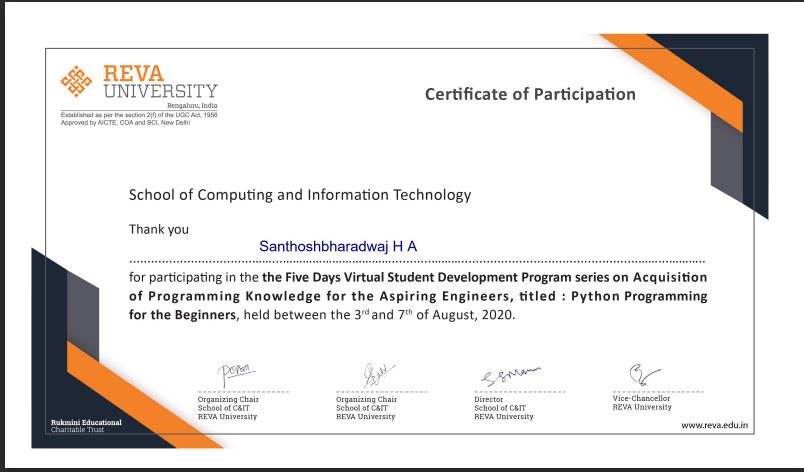 REVA
UNIVERSITY
Bengaluru, India
Established as per the section 2(f) of the UGC Act, 1956
Approved by AICTE, COA and BCI, New Delhi
Certificate of Participation
School of Computing and Information Technology
Thank you
Santhoshbharadwaj H A
for participating in the the Five Days Virtual Student Development Program series on Acquisition
of Programming Knowledge for the Aspiring Engineers, titled : Python Programming
for the Beginners, held between the 3rd and 7th of August, 2020.
Organizing Chair
School of C&IT
REVA University
Organizing Chair
School of C&IT
REVA University
Director
School of C&IT
REVA University
Vice-Chancellor
REVA University
Rukmini Educational
Charitable Trust
www.reva.edu.in